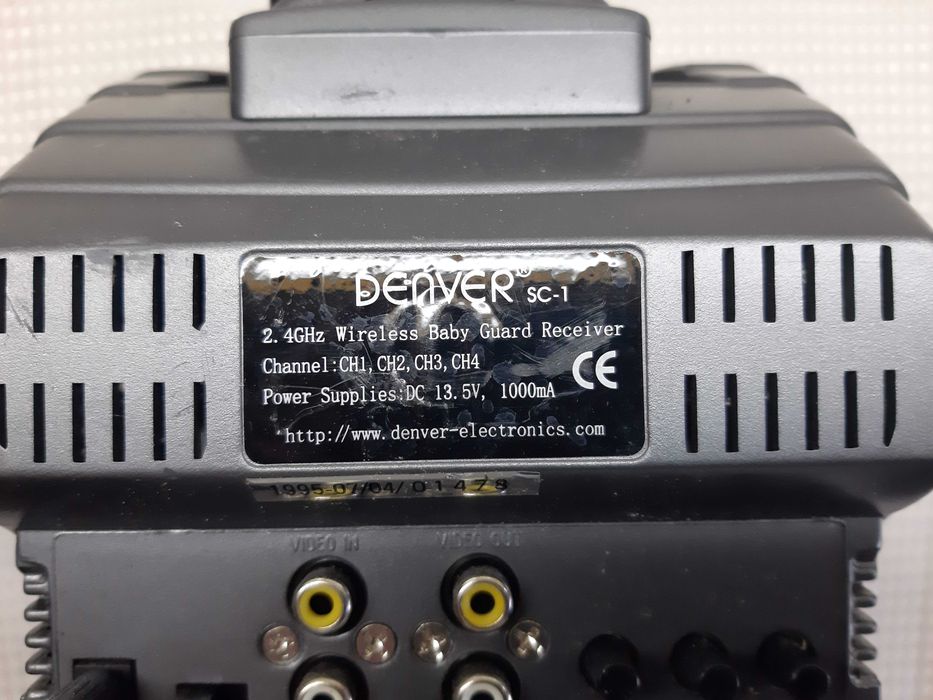 DENVER® SC-1
2.4GHz Wireless Baby Guard Receiver
Channel:CH1,CH2,CH3,CH4
CE
Power Supplies:DC 13.5V, 1000mA
http://www.denver-electronics.com
1995-07/04/01478
VIDEO IN VIDEO OUT